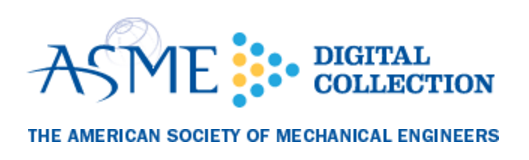 ASME DIGITAL
COLLECTION
THE AMERICAN SOCIETY OF MECHANICAL ENGINEERS